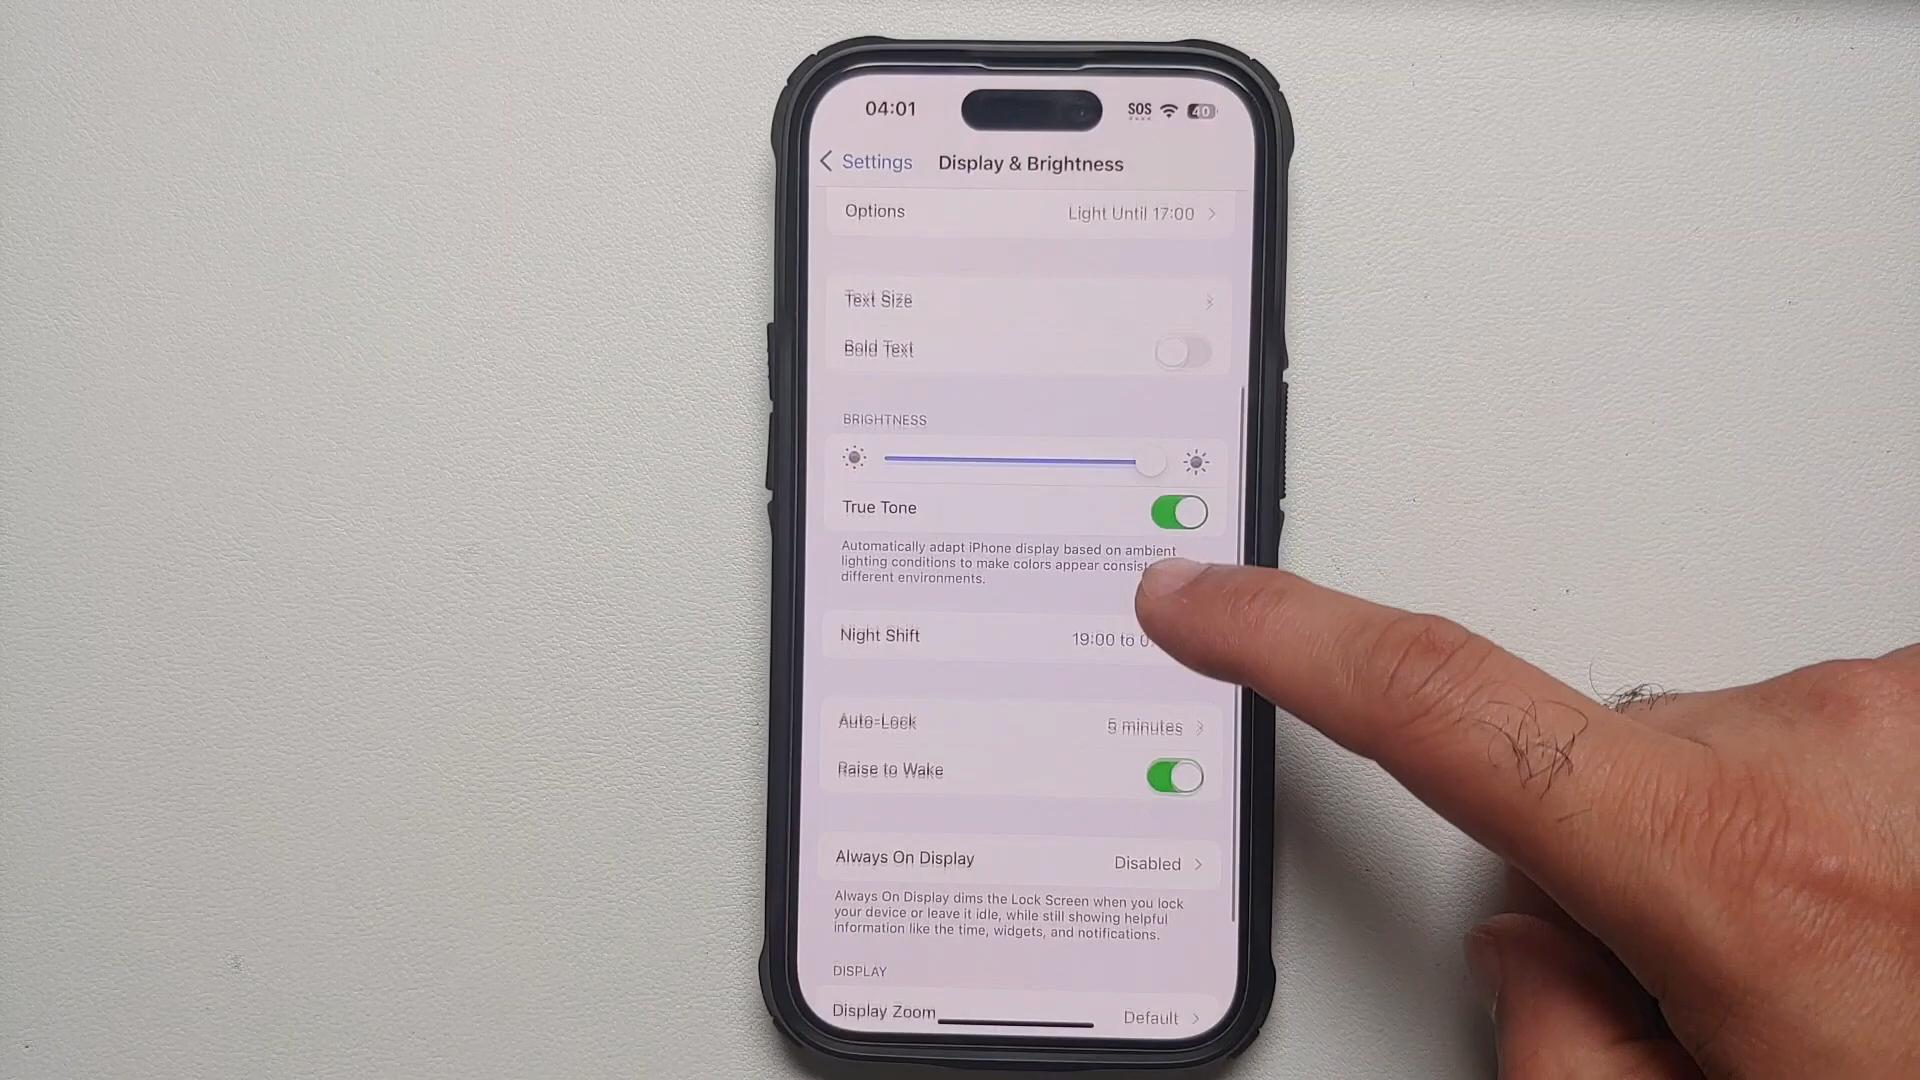 04:01 SOS 40
Settings Display & Brightness
Options Light Until 17:00
Text Size
Bold Text
BRIGHTNESS
True Tone
Automatically adapt iPhone display based on ambient
lighting conditions to make colors appear
different environments.
Night Shift 19:00 to
Auto-Lock 5 minutes
Raise to Wake
Always On Display Disabled
Always On Display dims the Lock Screen when you lock
your device or leave it idle, while still showing helpful
information like the time, widgets, and notifications.
DISPLAY
Display Zoom Default